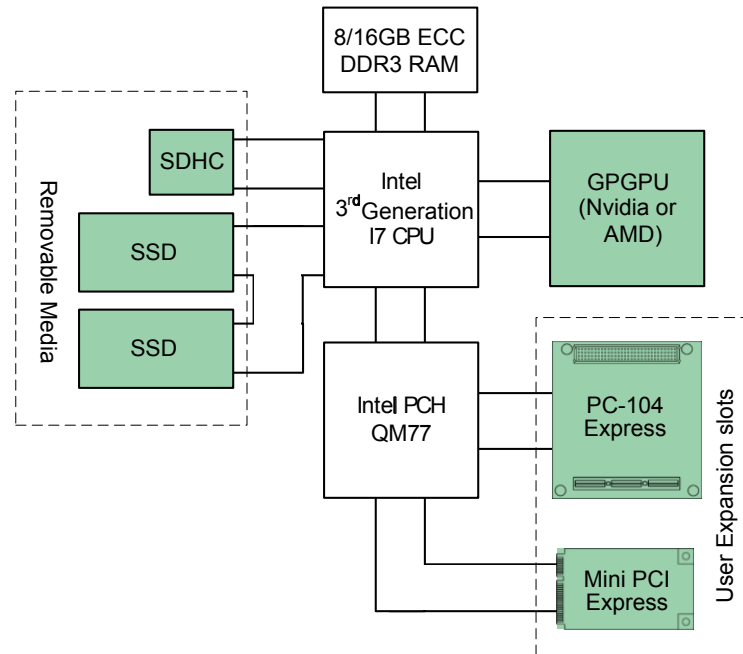 8/16GB ECC
DDR3 RAM
Removable Media
SDHC
SSD
SSD
Intel
3rd Generation
I7 CPU
GPGPU
(Nvidia or
AMD)
Intel PCH
QM77
PC-104
Express
Mini PCI
Express
User Expansion slots